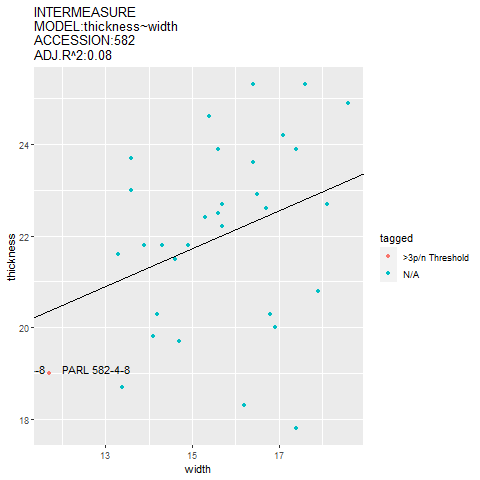 INTERMEASURE
MODEL:thickness~width
ACCESSION:582
ADJ.R^2:0.08
thickness
24
22
20
18
-8
PARL 582-4-8
13
15
17
width
tagged
>3p/n Threshold
N/A